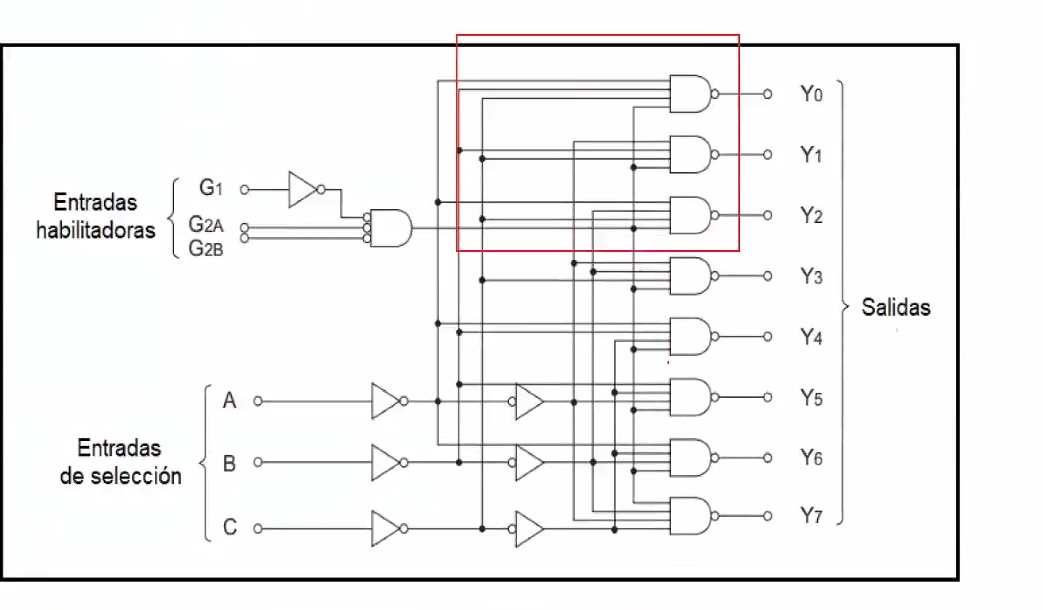 Entradas
habilitadoras
G1
G2A
G2B
Y0
Y1
Y2
Y3
Y4
Y5
Y6
Y7
Salidas
Entradas
de selección
A
B
C